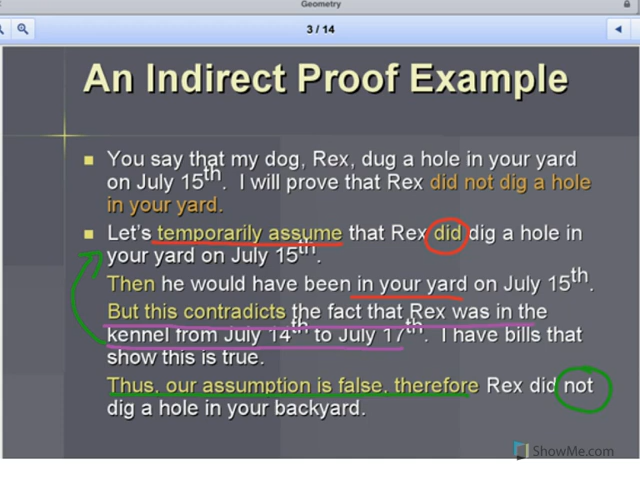 Geometry
3 / 14
An Indirect Proof Example
You say that my dog, Rex, dug a hole in your yard
on July 15th. I will prove that Rex did not dig a hole
in your yard.
Let's temporarily assume that Rex did dig a hole in
your yard on July 15th.
Then he would have been in your yard on July 15th.
But this contradicts the fact that Rex was in the
kennel from July 14th to July 17th. I have bills that
show this is true.
Thus, our assumption is false, therefore Rex did not
dig a hole in your backyard.
ShowMe.com